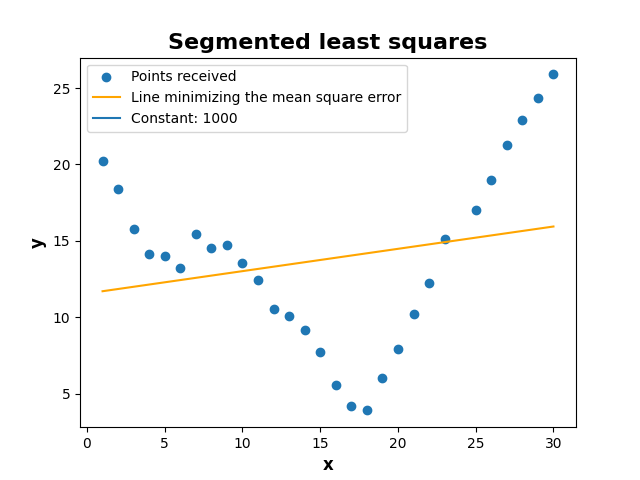 Segmented least squares
Points received
Line minimizing the mean square error
Constant: 1000
25
20
15
10
5
y
0 5 10 15 20 25 30
x